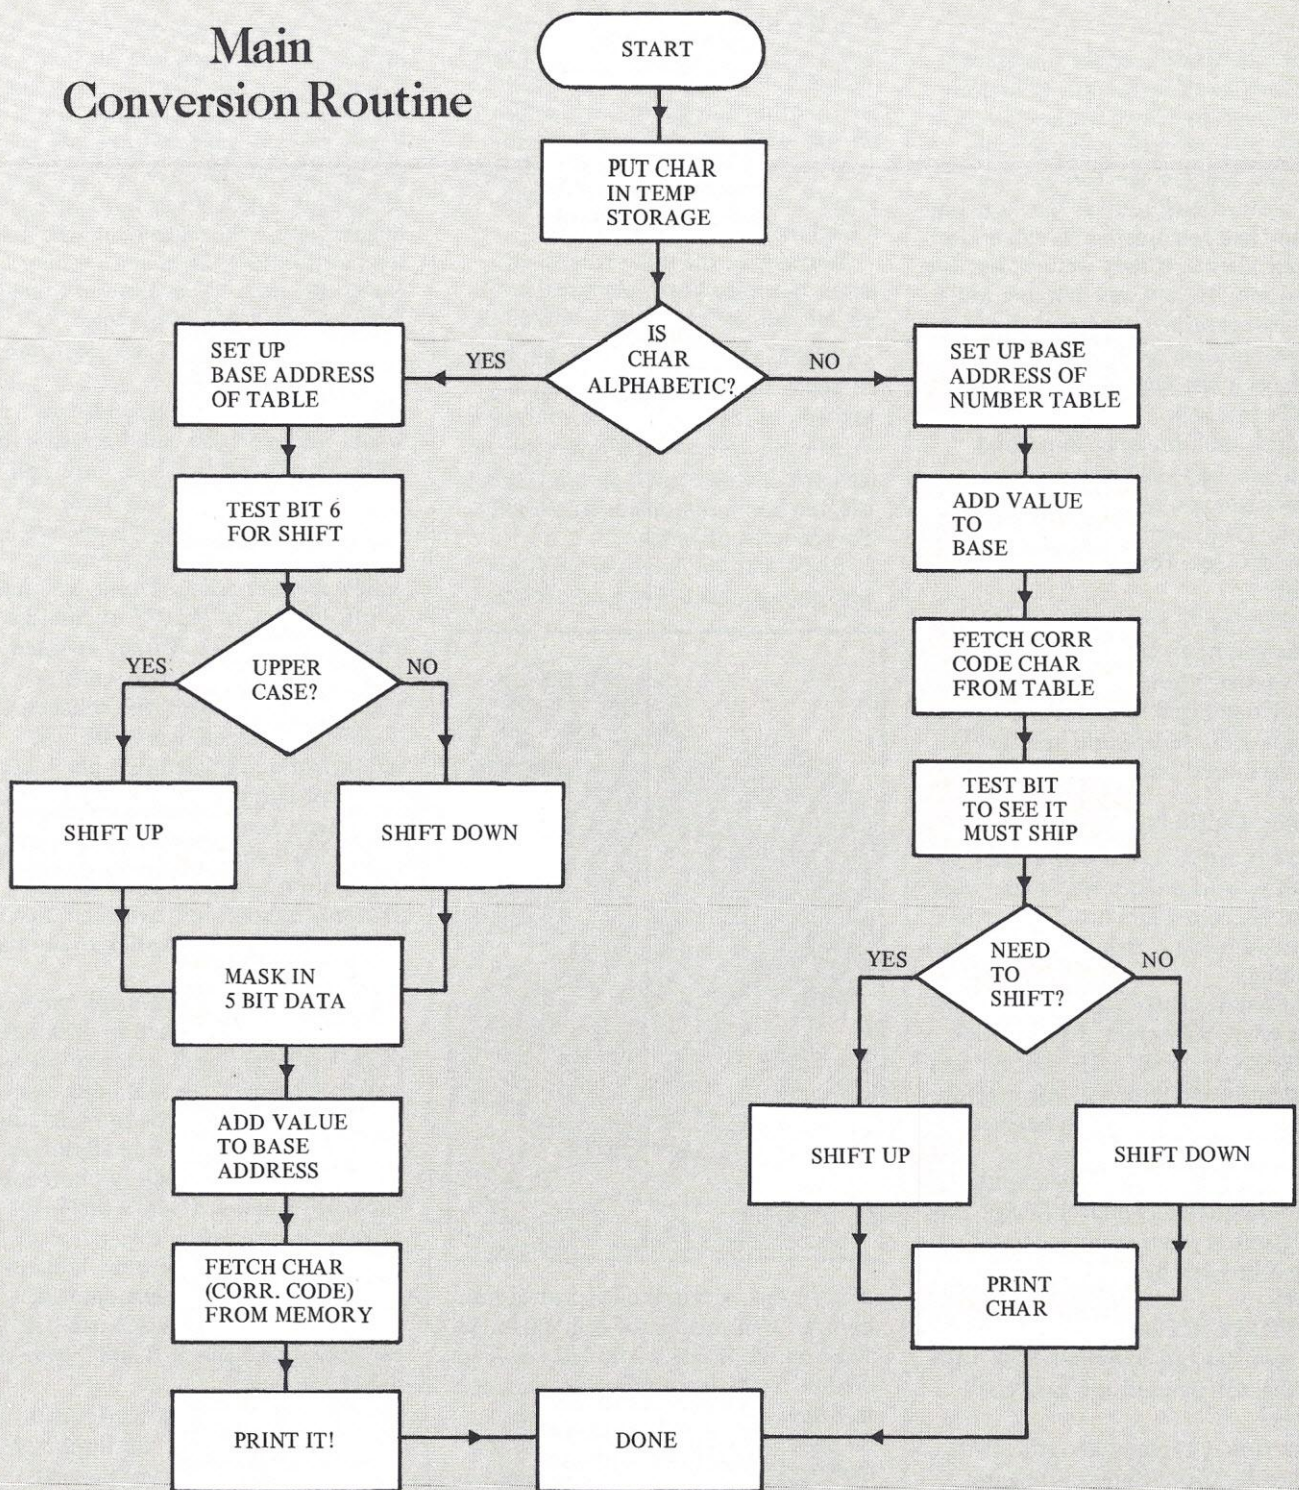 Main
Conversion Routine
START
PUT CHAR
IN TEMP
STORAGE
IS
CHAR
ALPHABETIC?
YES
NO
SET UP
BASE ADDRESS
OF TABLE
TEST BIT 6
FOR SHIFT
UPPER
CASE?
YES
NO
SHIFT UP
SHIFT DOWN
MASK IN
5 BIT DATA
ADD VALUE
TO BASE
ADDRESS
FETCH CHAR
(CORR. CODE)
FROM MEMORY
PRINT IT!
SET UP BASE
ADDRESS OF
NUMBER TABLE
ADD VALUE
TO
BASE
FETCH CORR
CODE CHAR
FROM TABLE
TEST BIT
TO SEE IT
MUST SHIP
NEED
TO
SHIFT?
YES
NO
SHIFT UP
SHIFT DOWN
PRINT
CHAR
DONE